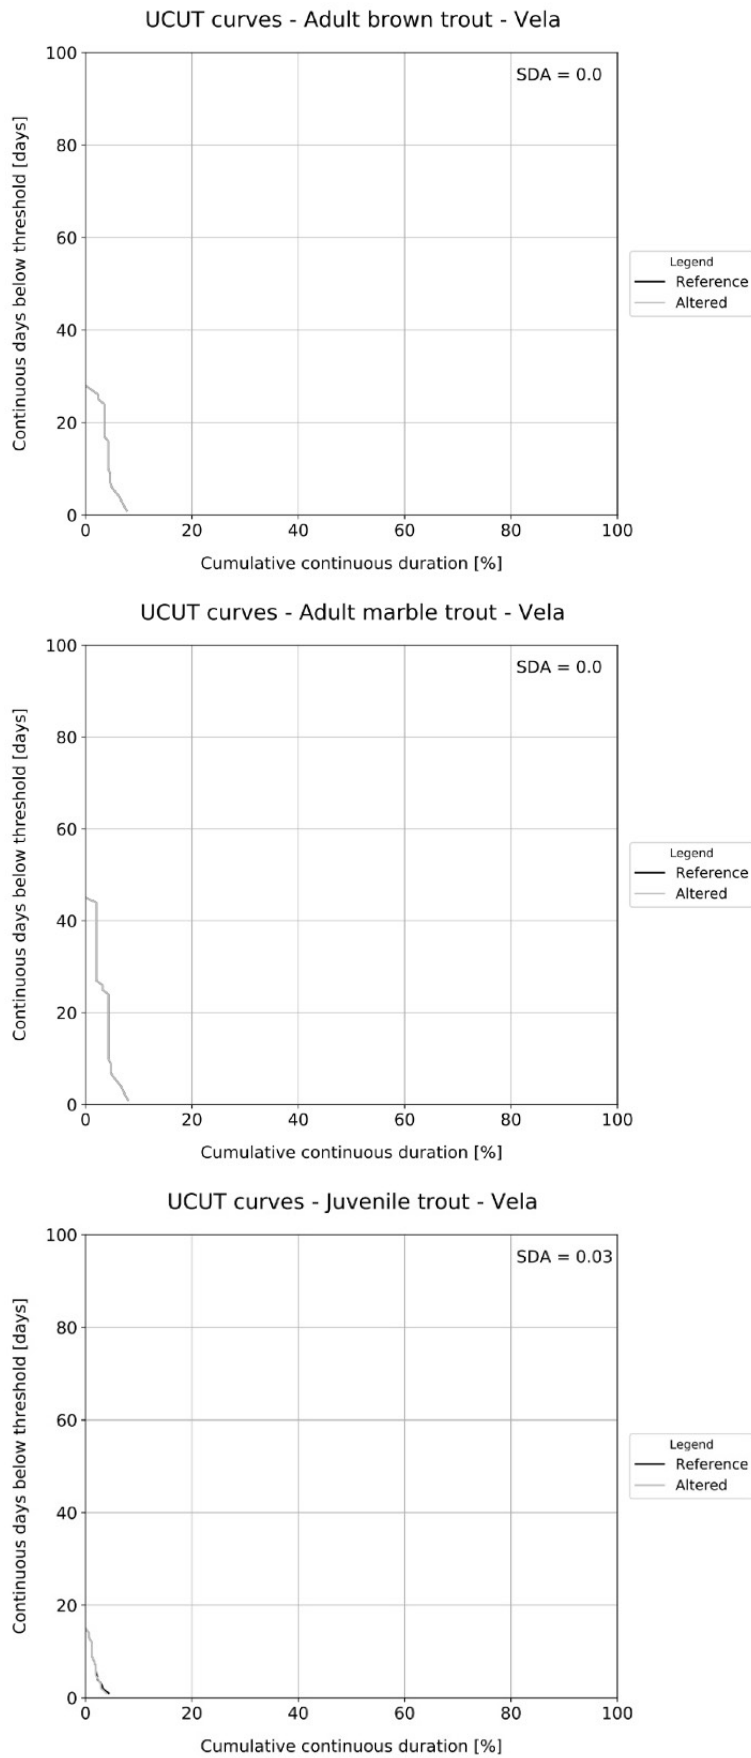 UCUT curves - Adult brown trout - Vela
SDA = 0.0
100
80
60
40
20
0
Continuous days below threshold [days]
0 20 40 60 80 100
Cumulative continuous duration [%]
Legend
Reference
Altered
UCUT curves - Adult marble trout - Vela
SDA = 0.0
100
80
60
40
20
0
Continuous days below threshold [days]
0 20 40 60 80 100
Cumulative continuous duration [%]
Legend
Reference
Altered
UCUT curves - Juvenile trout - Vela
SDA = 0.03
100
80
60
40
20
0
Continuous days below threshold [days]
0 20 40 60 80 100
Cumulative continuous duration [%]
Legend
Reference
Altered